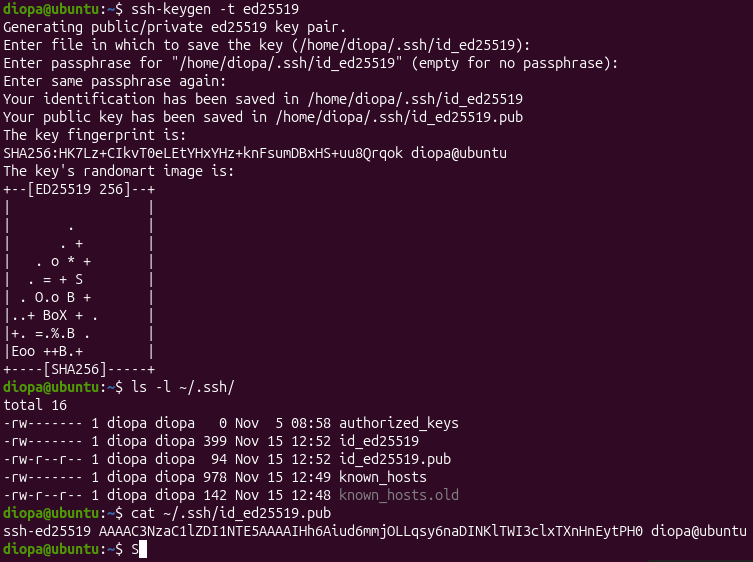 diopa@ubuntu:~$ ssh-keygen -t ed25519
Generating public/private ed25519 key pair.
Enter file in which to save the key (/home/diopa/.ssh/id_ed25519):
Enter passphrase for "/home/diopa/.ssh/id_ed25519" (empty for no passphrase):
Enter same passphrase again:
Your identification has been saved in /home/diopa/.ssh/id_ed25519
Your public key has been saved in /home/diopa/.ssh/id_ed25519.pub
The key fingerprint is:
SHA256:HK7Lz+CIkvT0eLEtYHxYHz+knFsumDBxHS+uu8Qrqok diopa@ubuntu
The key's randomart image is:
+--[ED25519 256]--+
|                 |
|       .         |
|      . +        |
|   . o * +       |
|  . = + S        |
| . O.o B +       |
|..+ BoX + .      |
|+. =.%.B .       |
|Eoo ++B.+        |
+----[SHA256]-----+
diopa@ubuntu:~$ ls -l ~/.ssh/
total 16
-rw------- 1 diopa diopa   0 Nov  5 08:58 authorized_keys
-rw------- 1 diopa diopa 399 Nov 15 12:52 id_ed25519
-rw-r--r-- 1 diopa diopa  94 Nov 15 12:52 id_ed25519.pub
-rw------- 1 diopa diopa 978 Nov 15 12:49 known_hosts
-rw-r--r-- 1 diopa diopa 142 Nov 15 12:48 known_hosts.old
diopa@ubuntu:~$ cat ~/.ssh/id_ed25519.pub
ssh-ed25519 AAAAC3NzaC1lZDI1NTE5AAAAIHh6Aiud6mmjOLLqsy6naDINKlTWI3clxTXnHnEytPH0 diopa@ubuntu
diopa@ubuntu:~$ S